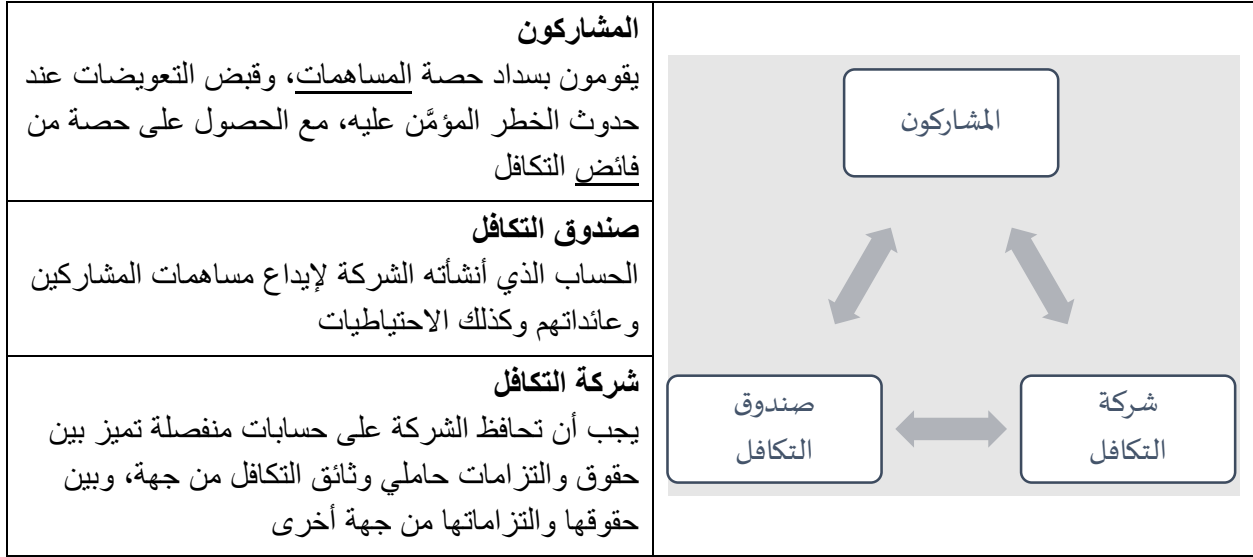 المشاركون
يقومون بسداد حصة المساهمات، وقبض التعويضات عند
حدوث الخطر المؤمَّن عليه، مع الحصول على حصة من
فائض التكافل
صندوق التكافل
الحساب الذي أنشأته الشركة لإيداع مساهمات المشاركين
وعائداتهم وكذلك الاحتياطيات
شركة التكافل
يجب أن تحافظ الشركة على حسابات منفصلة تميز بين
حقوق والتزامات حاملي وثائق التكافل من جهة، وبين
حقوقها والتزاماتها من جهة أخرى
المشاركون
شركة
التكافل
صندوق
التكافل